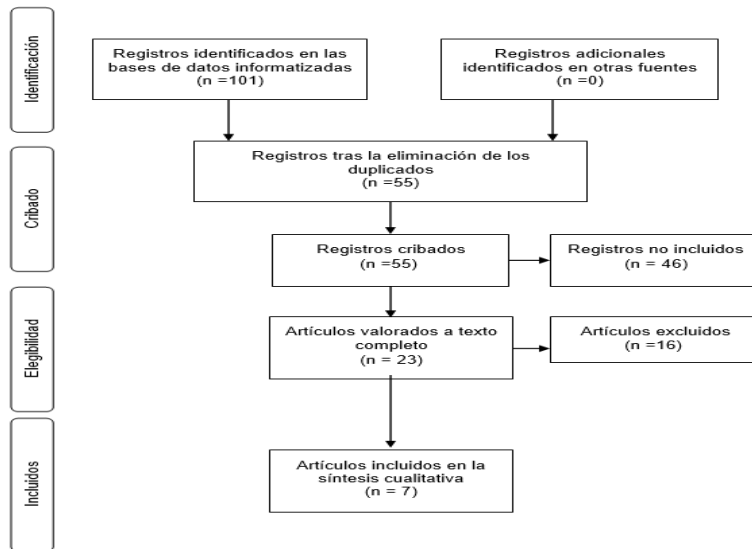 Identificación
Registros identificados en las
bases de datos informatizadas
(n =101)
Registros adicionales
identificados en otras fuentes
(n =0)
Cribado
Registros tras la eliminación de los
duplicados
(n =55)
Registros cribados
(n =55)
Registros no incluidos
(n = 46)
Elegibilidad
Artículos valorados a texto
completo
(n = 23)
Artículos excluidos
(n =16)
Incluidos
Artículos incluidos en la
síntesis cualitativa
(n = 7)